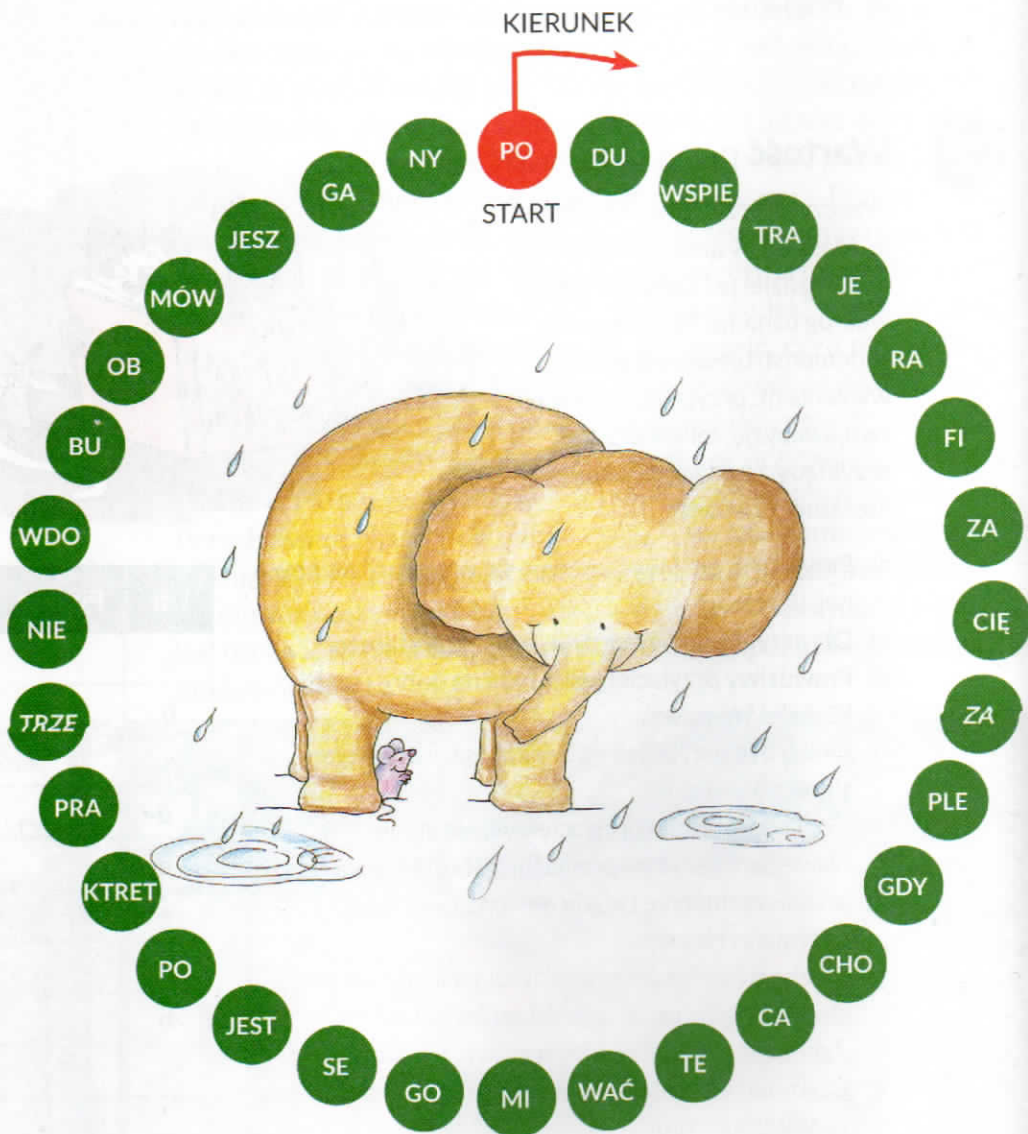 KIERUNEK
PO
START
DU
WSPIE
TRA
JE
RA
FI
ZA
CIĘ
ZA
PLE
GDY
CHO
CA
TE
WAĆ
MI
GO
SE
JEST
PO
KTRET
PRA
TRZE
NIE
WDO
BU
OB
MÓW
JESZ
GA
NY